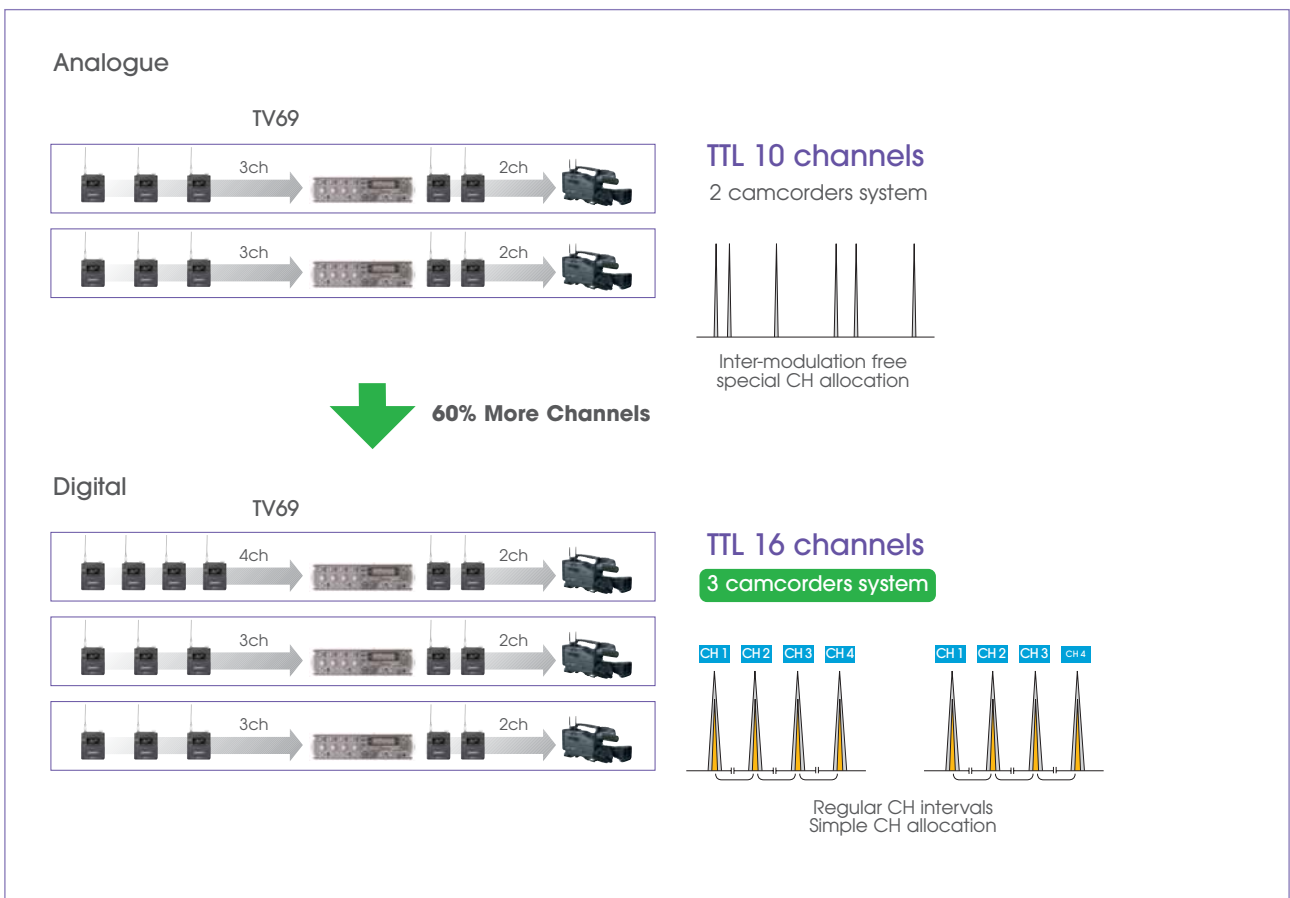 Analogue
TV69
3ch
2ch
3ch
2ch
TTL 10 channels
2 camcorders system
Inter-modulation free
special CH allocation
60% More Channels
Digital
TV69
4ch
2ch
3ch
2ch
3ch
2ch
TTL 16 channels
3 camcorders system
CH 1 CH 2 CH 3 CH 4
CH 1 CH 2 CH 3 CH 4
Regular CH intervals
Simple CH allocation